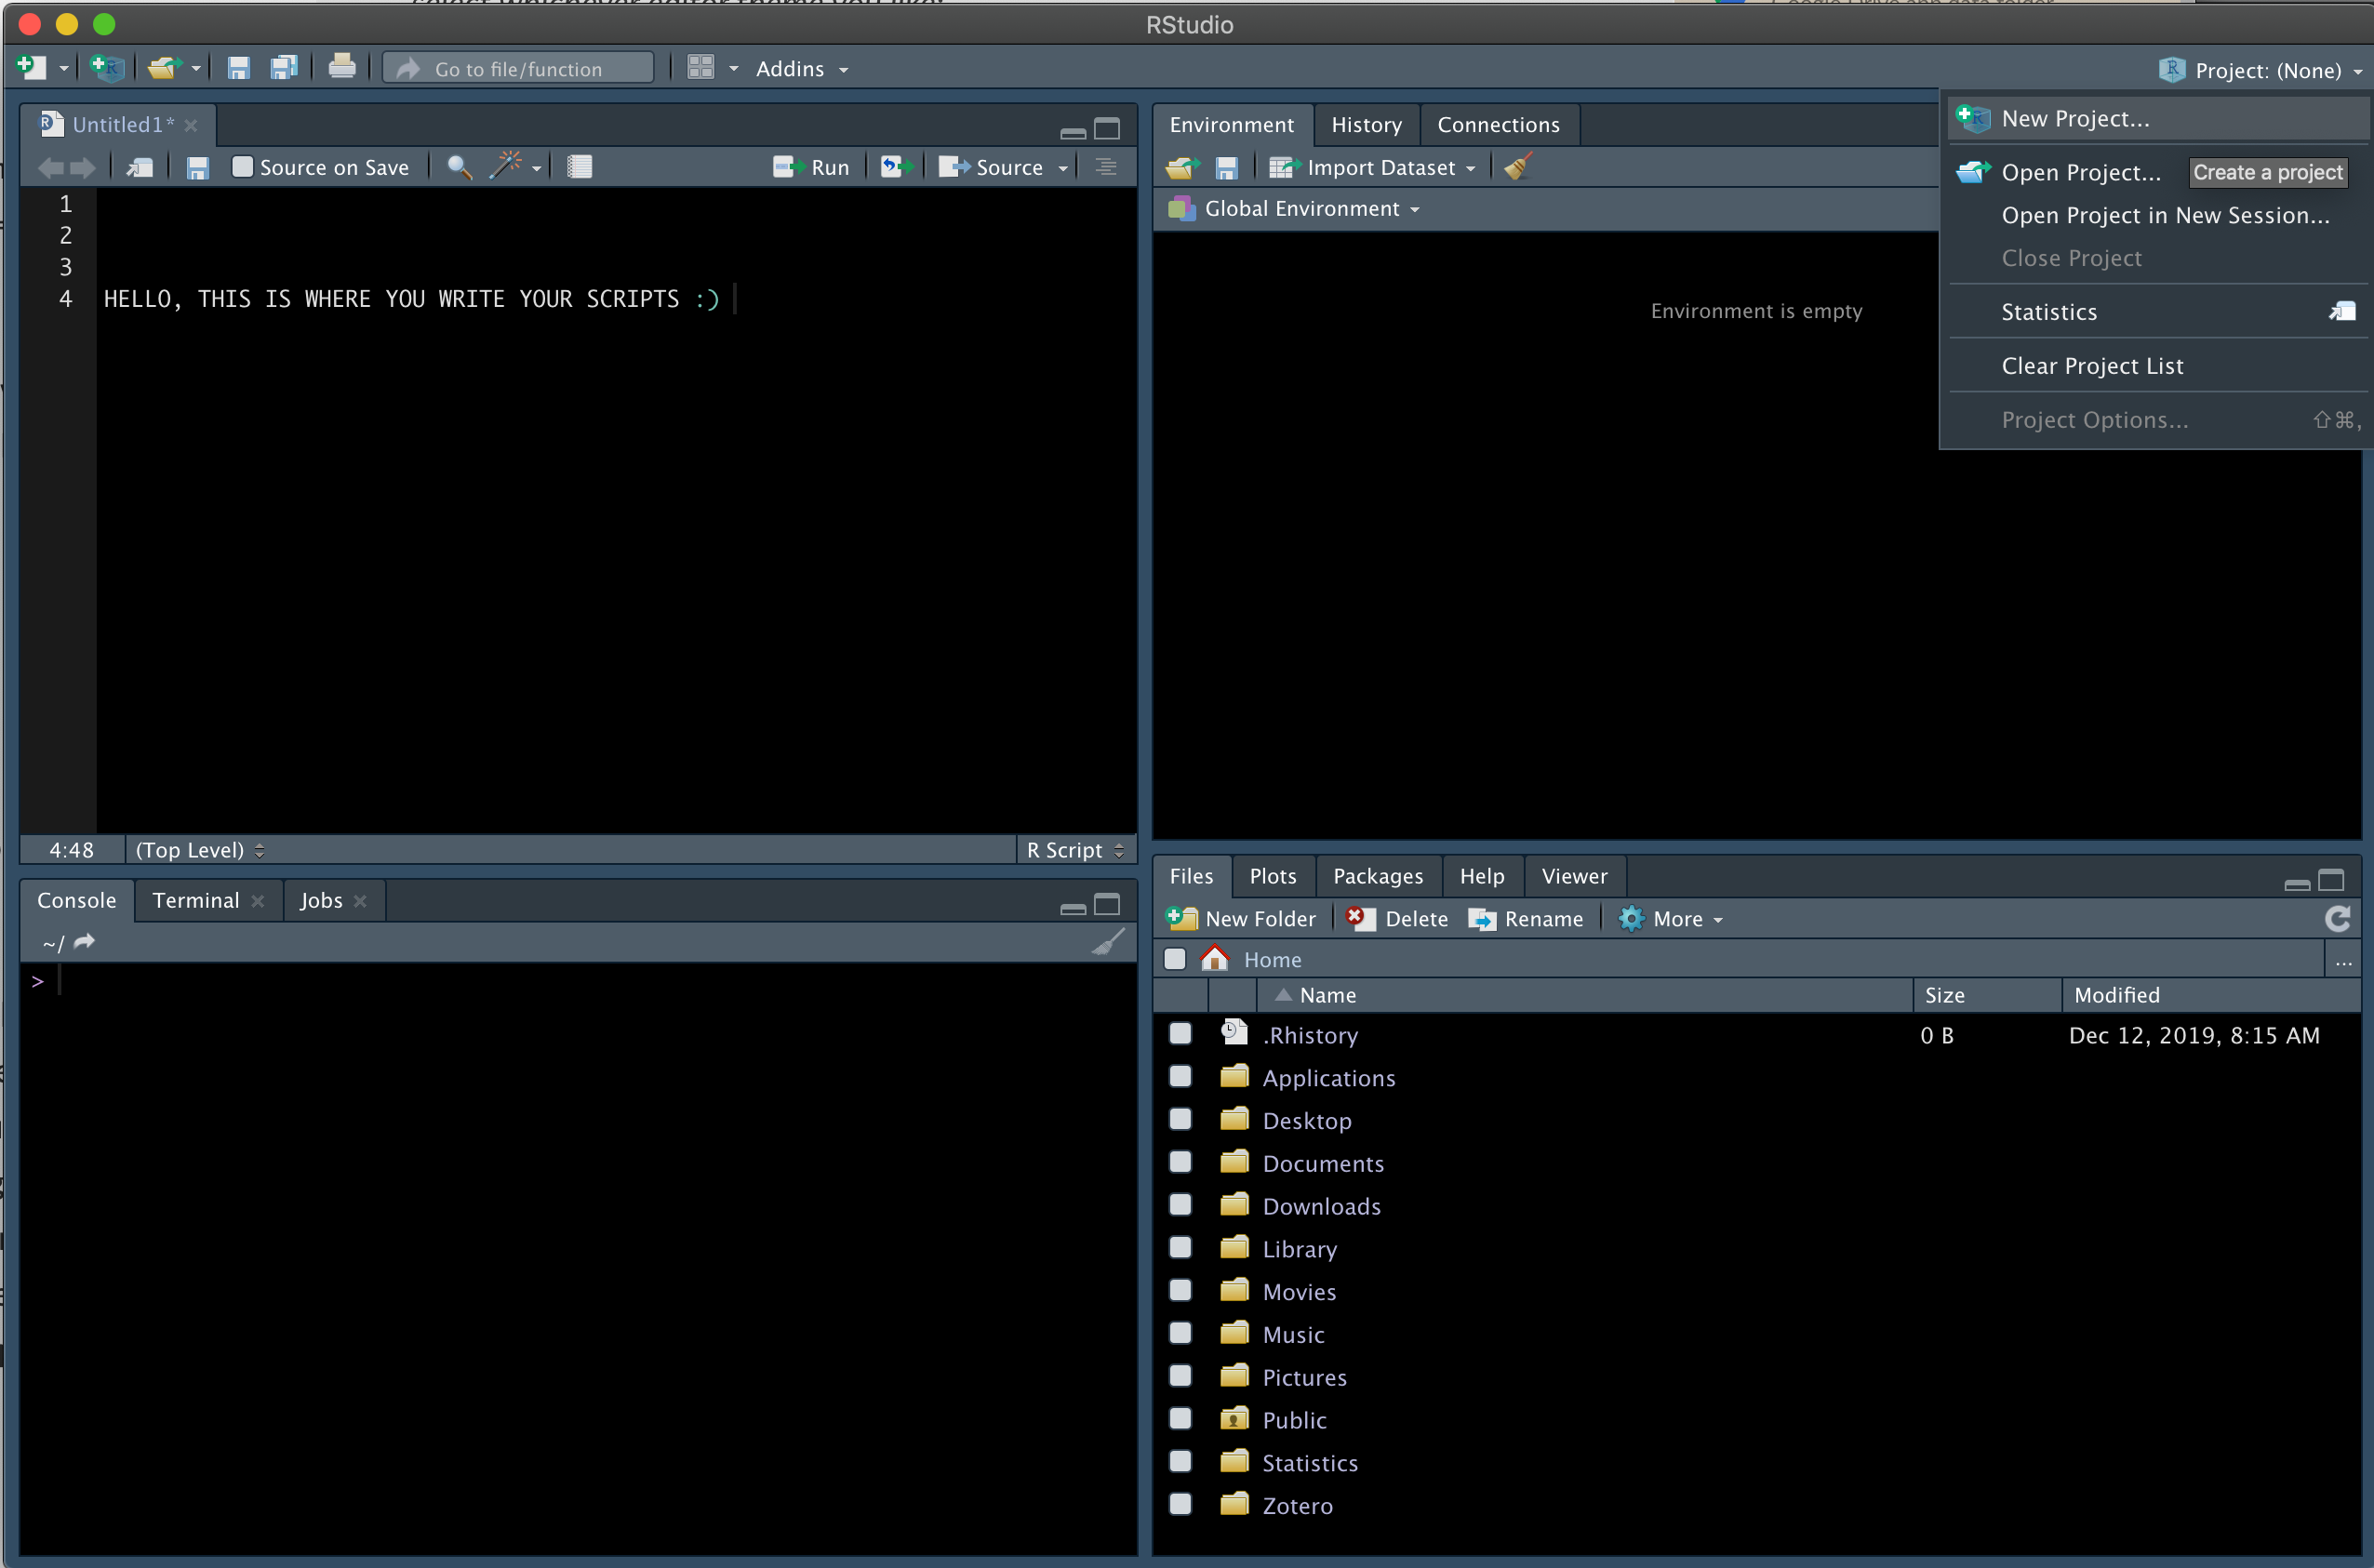 RStudio
Go to file/function
Addins
Project: (None)
Untitled1*
Source on Save
Run
Source
1
2
3
4 HELLO, THIS IS WHERE YOU WRITE YOUR SCRIPTS :)
4:48 (Top Level) R Script
Console Terminal Jobs
~/
>
Environment History Connections
Import Dataset
Global Environment
Environment is empty
New Project...
Open Project...
Create a project
Open Project in New Session...
Close Project
Statistics
Clear Project List
Project Options... ⇧⌘,
Files Plots Packages Help Viewer
New Folder Delete Rename More
Home ...
Name Size Modified
.Rhistory 0 B Dec 12, 2019, 8:15 AM
Applications
Desktop
Documents
Downloads
Library
Movies
Music
Pictures
Public
Statistics
Zotero